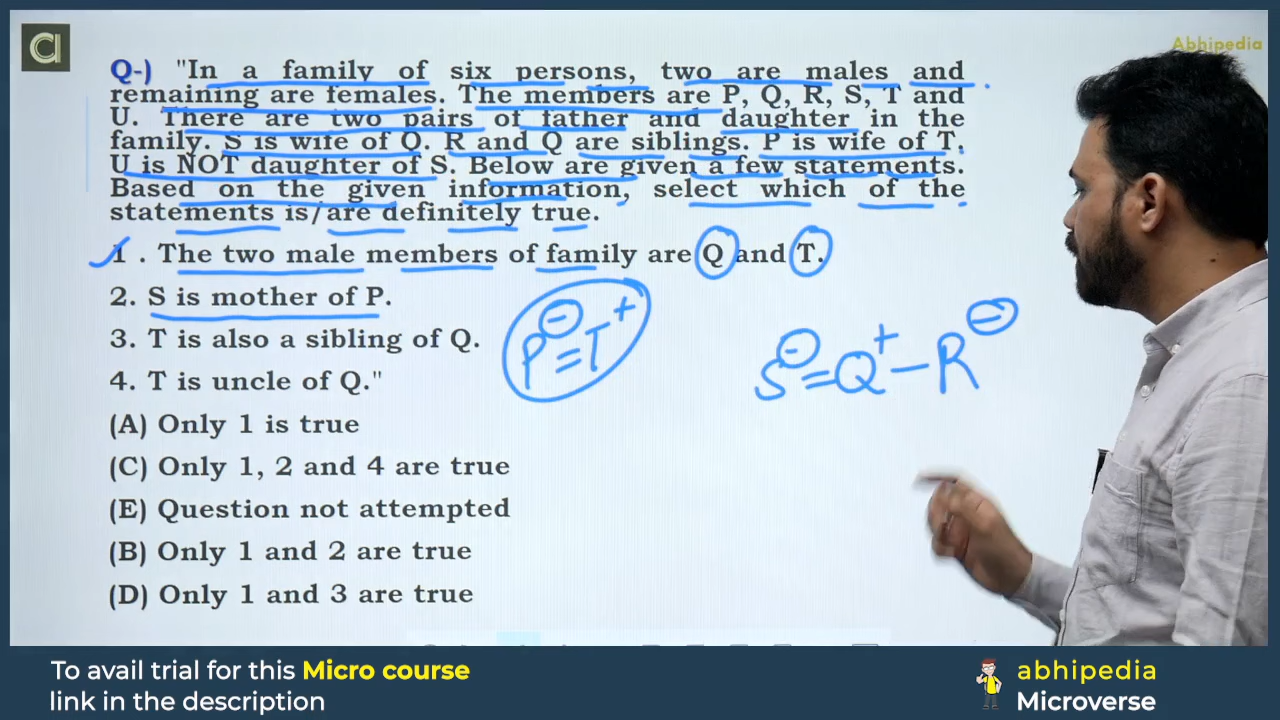 Abhipedia
Q-) "In a family of six persons, two are males and
remaining are females. The members are P, Q, R, S, T and
U. There are two pairs of father and daughter in the
family. S is wife of Q. R and Q are siblings. P is wife of T.
U is NOT daughter of S. Below are given a few statements.
Based on the given information, select which of the
statements is/are definitely true.
1 . The two male members of family are Q and T.
2. S is mother of P.
3. T is also a sibling of Q.
4. T is uncle of Q."
P⁻=T⁺
S⁻=Q⁺-R⁻
(A) Only 1 is true
(C) Only 1, 2 and 4 are true
(E) Question not attempted
(B) Only 1 and 2 are true
(D) Only 1 and 3 are true
To avail trial for this Micro course
link in the description
abhipedia
Microverse